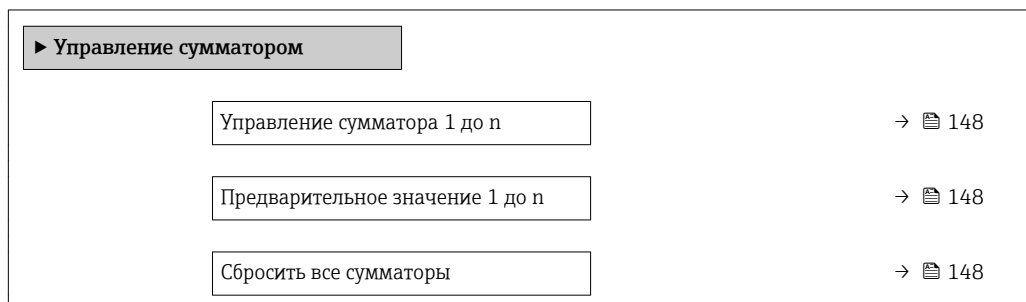 ▶ Управление сумматором
Управление сумматора 1 до n → 148
Предварительное значение 1 до n → 148
Сбросить все сумматоры → 148